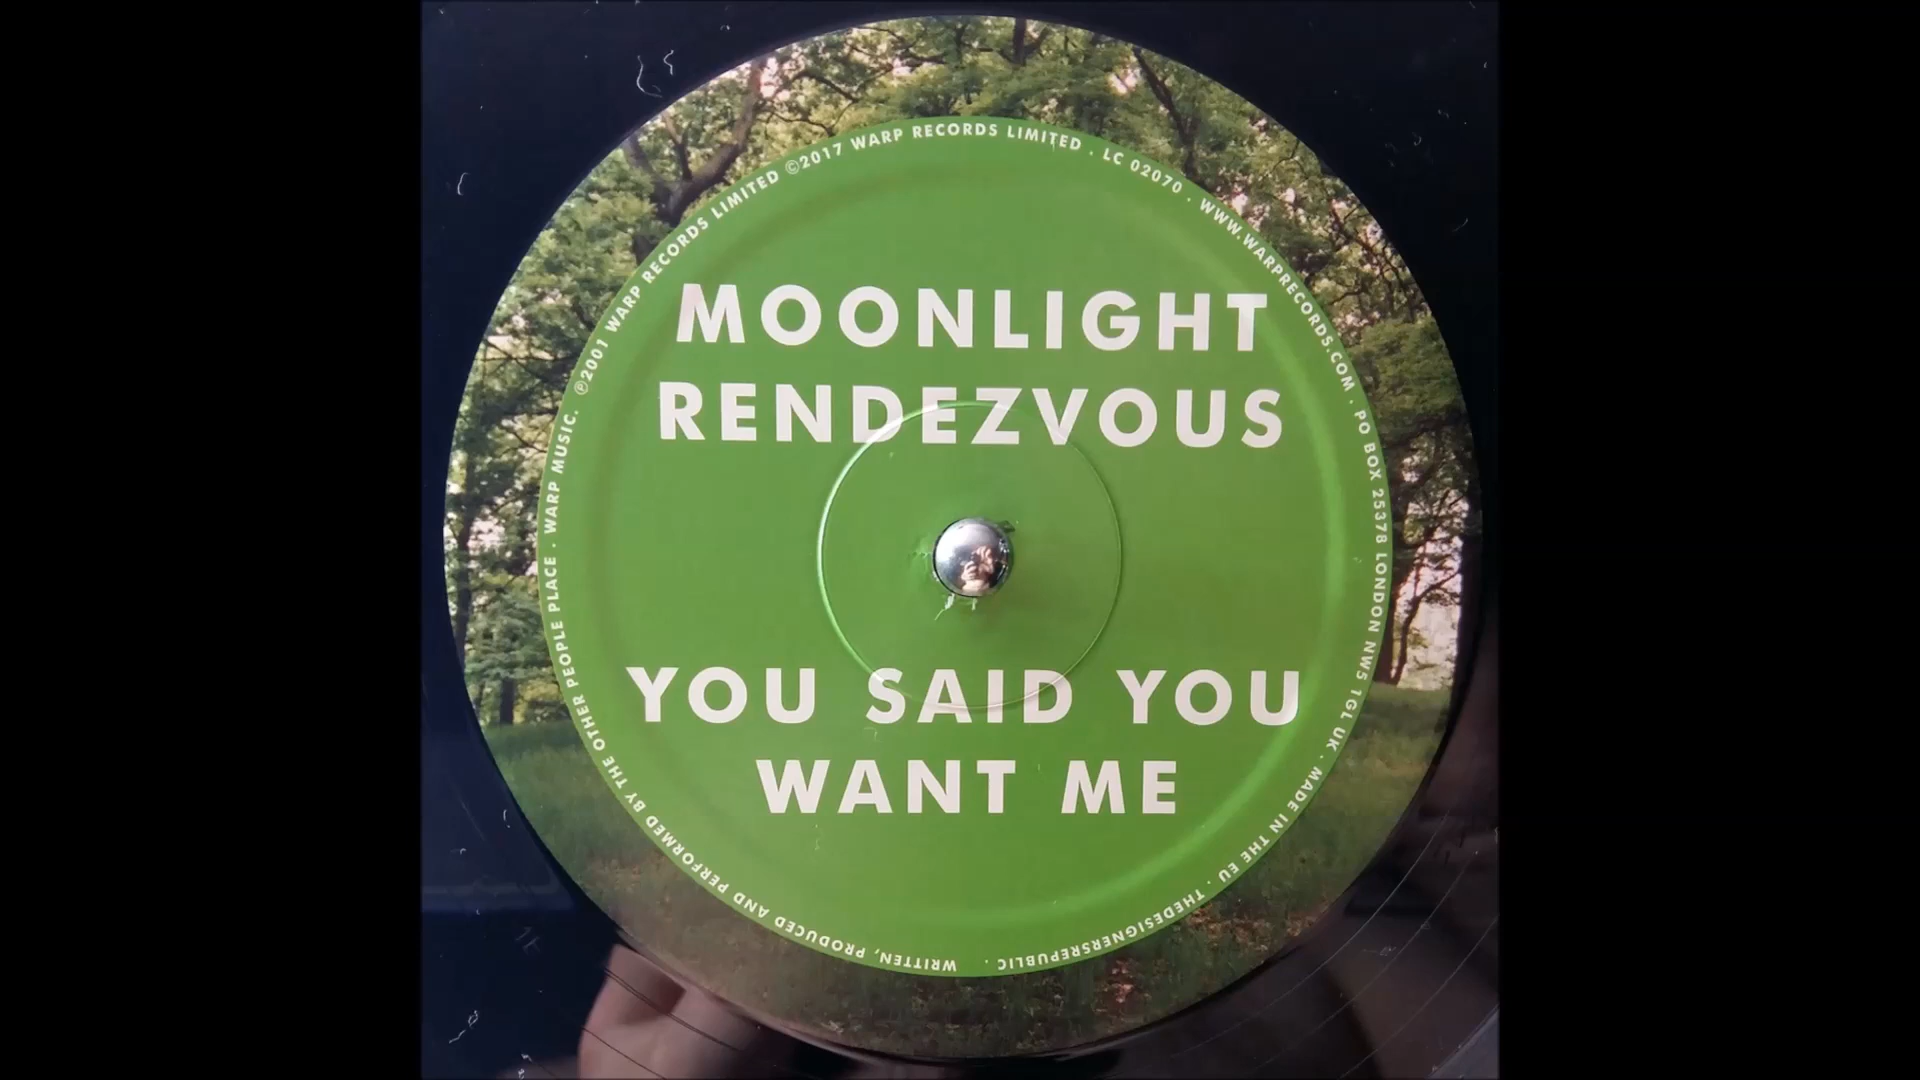 MOONLIGHT
RENDEZVOUS
YOU SAID YOU
WANT ME
WRITTEN, PRODUCED AND PERFORMED BY THE OTHER PEOPLE PLACE . WARP MUSIC. ℗2001 WARP RECORDS LIMITED ©2017 WARP RECORDS LIMITED . LC 02070 . WWW.WARPRECORDS.COM . PO BOX 25378 LONDON NW5 1GL UK . MADE IN THE EU . THEDESIGNERSREPUBLIC .